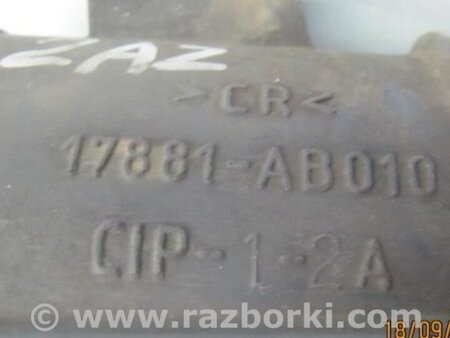 ZAZ
>CR<
17881-AB010
CIP-1-2A
www.razborki.com
18/09/